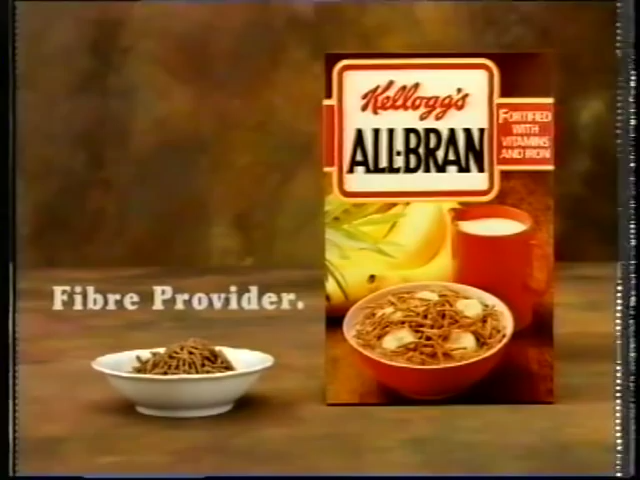 Kellogg's
ALL-BRAN
FORTIFIED
WITH
VITAMINS
AND IRON
Fibre Provider.